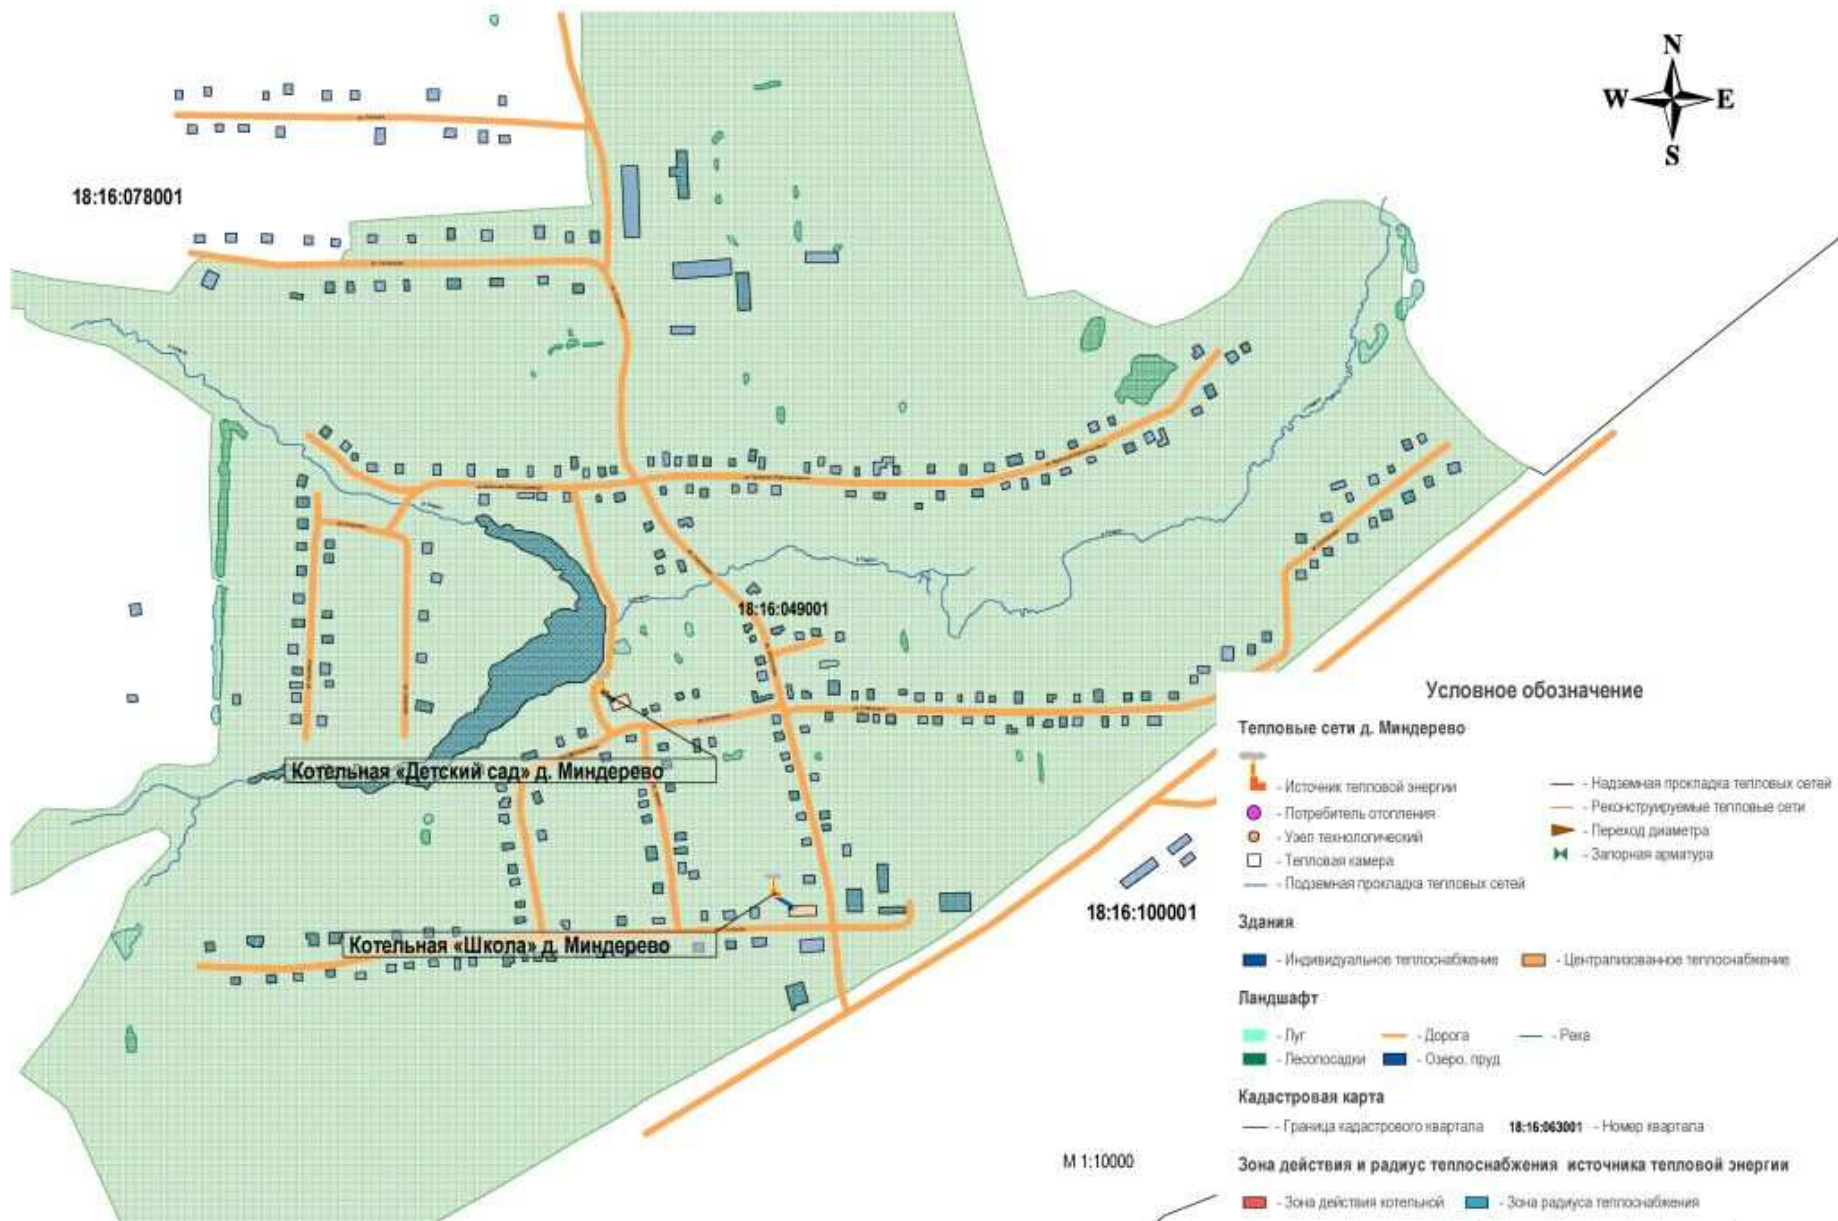 N
W E
S
18:16:078001
18:16:049001
Котельная «Детский сад» д. Миндерево
Котельная «Школа» д. Миндерево
18:16:100001
М 1:10000
Условное обозначение
Тепловые сети д. Миндерево
- Источник тепловой энергии
- Потребитель отопления
- Узел технологический
- Тепловая камера
- Подземная прокладка тепловых сетей
- Надземная прокладка тепловых сетей
- Реконструируемые тепловые сети
- Переход диаметра
- Запорная арматура
Здания
- Индивидуальное теплоснабжение - Централизованное теплоснабжение
Ландшафт
- Луг - Дорога - Река
- Лесопосадки - Озеро, пруд
Кадастровая карта
- Граница кадастрового квартала 18:16:063001 - Номер квартала
Зона действия и радиус теплоснабжения источника тепловой энергии
- Зона действия котельной - Зона радиуса теплоснабжения